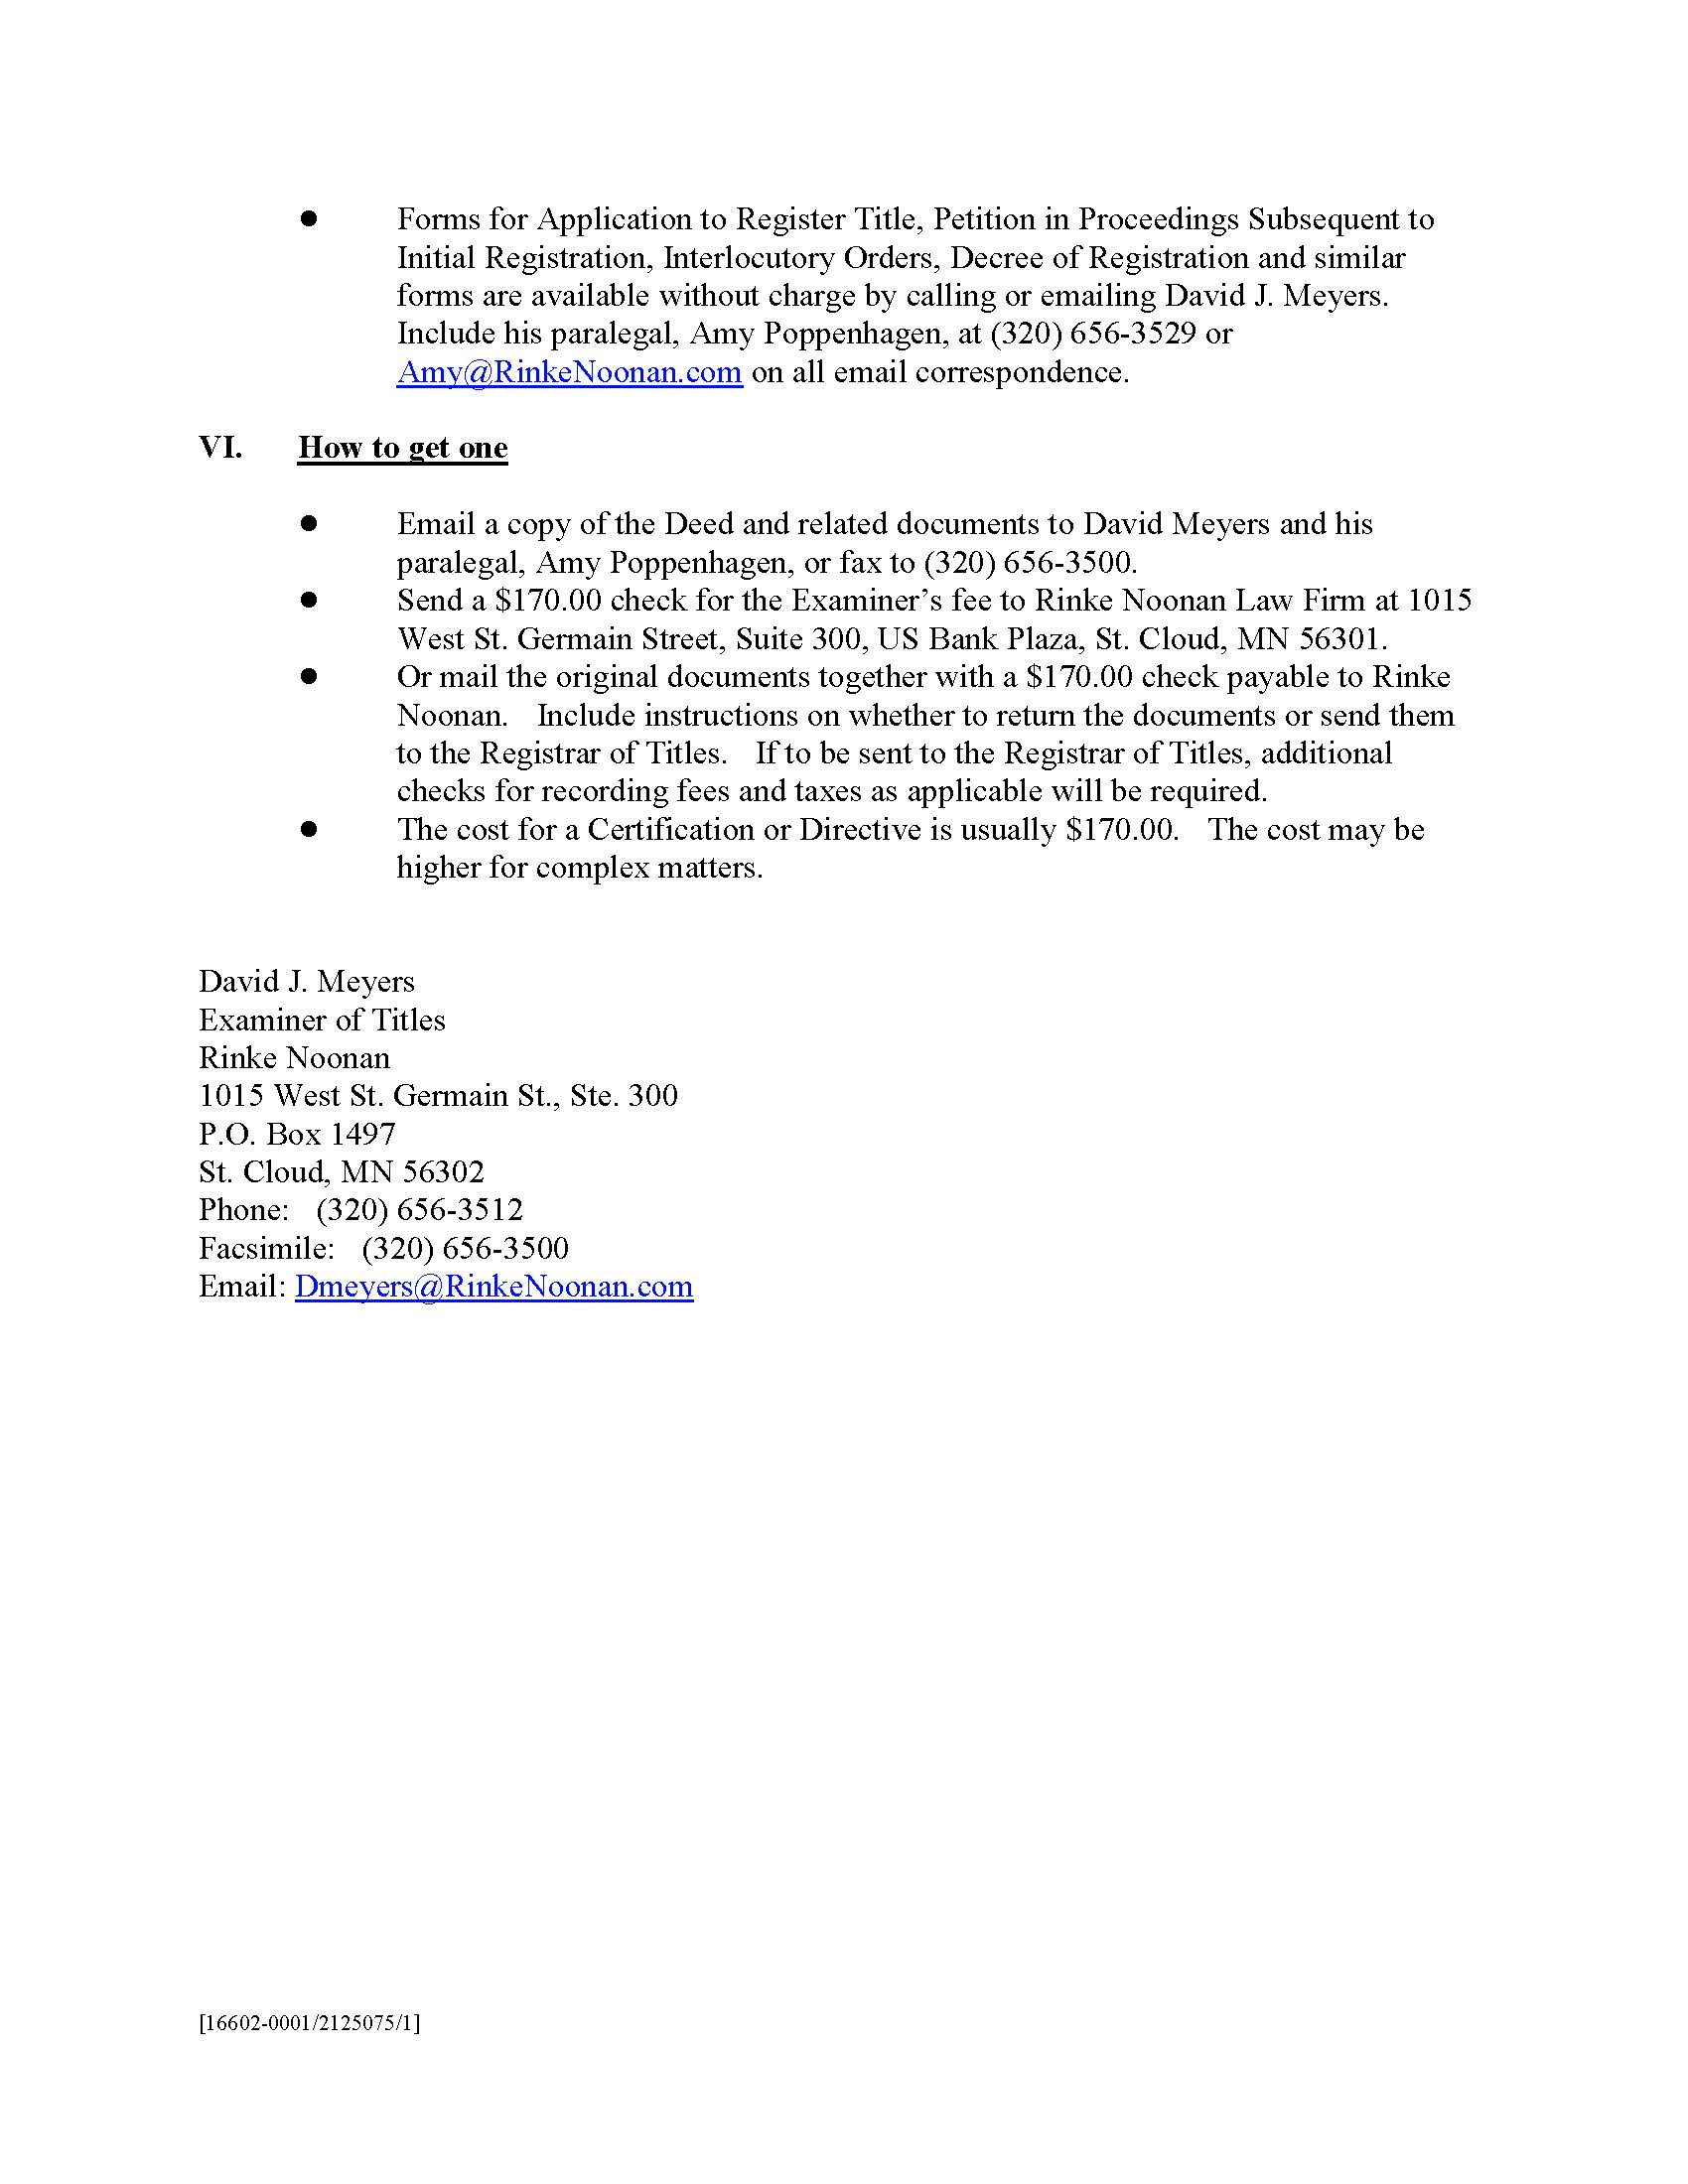 ● Forms for Application to Register Title, Petition in Proceedings Subsequent to
Initial Registration, Interlocutory Orders, Decree of Registration and similar
forms are available without charge by calling or emailing David J. Meyers.
Include his paralegal, Amy Poppenhagen, at (320) 656-3529 or
Amy@RinkeNoonan.com on all email correspondence.
VI. How to get one
● Email a copy of the Deed and related documents to David Meyers and his
paralegal, Amy Poppenhagen, or fax to (320) 656-3500.
● Send a $170.00 check for the Examiner’s fee to Rinke Noonan Law Firm at 1015
West St. Germain Street, Suite 300, US Bank Plaza, St. Cloud, MN 56301.
● Or mail the original documents together with a $170.00 check payable to Rinke
Noonan. Include instructions on whether to return the documents or send them
to the Registrar of Titles. If to be sent to the Registrar of Titles, additional
checks for recording fees and taxes as applicable will be required.
● The cost for a Certification or Directive is usually $170.00. The cost may be
higher for complex matters.
David J. Meyers
Examiner of Titles
Rinke Noonan
1015 West St. Germain St., Ste. 300
P.O. Box 1497
St. Cloud, MN 56302
Phone: (320) 656-3512
Facsimile: (320) 656-3500
Email: Dmeyers@RinkeNoonan.com
[16602-0001/2125075/1]